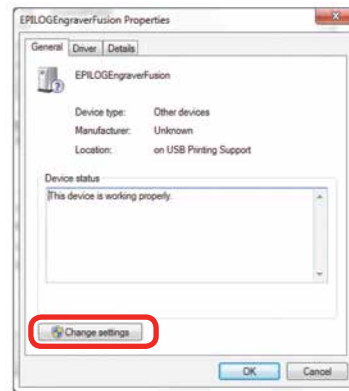 EPILOGEngraverFusion Properties
General Driver Details
EPILOGEngraverFusion
Device type: Other devices
Manufacturer: Unknown
Location: on USB Printing Support
Device status
This device is working properly.
Change settings
OK Cancel